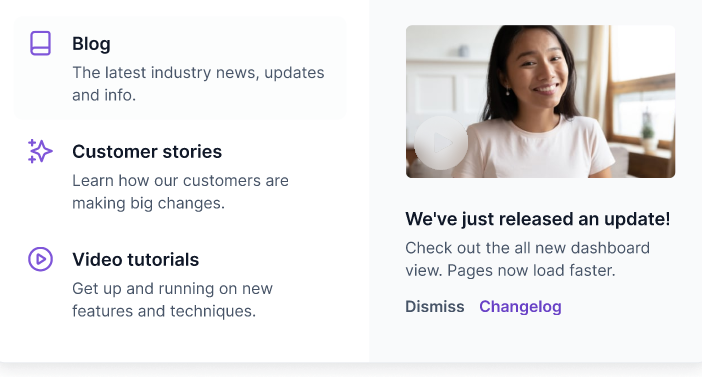 Blog
The latest industry news, updates
and info.
Customer stories
Learn how our customers are
making big changes.
Video tutorials
Get up and running on new
features and techniques.
We've just released an update!
Check out the all new dashboard
view. Pages now load faster.
Dismiss Changelog